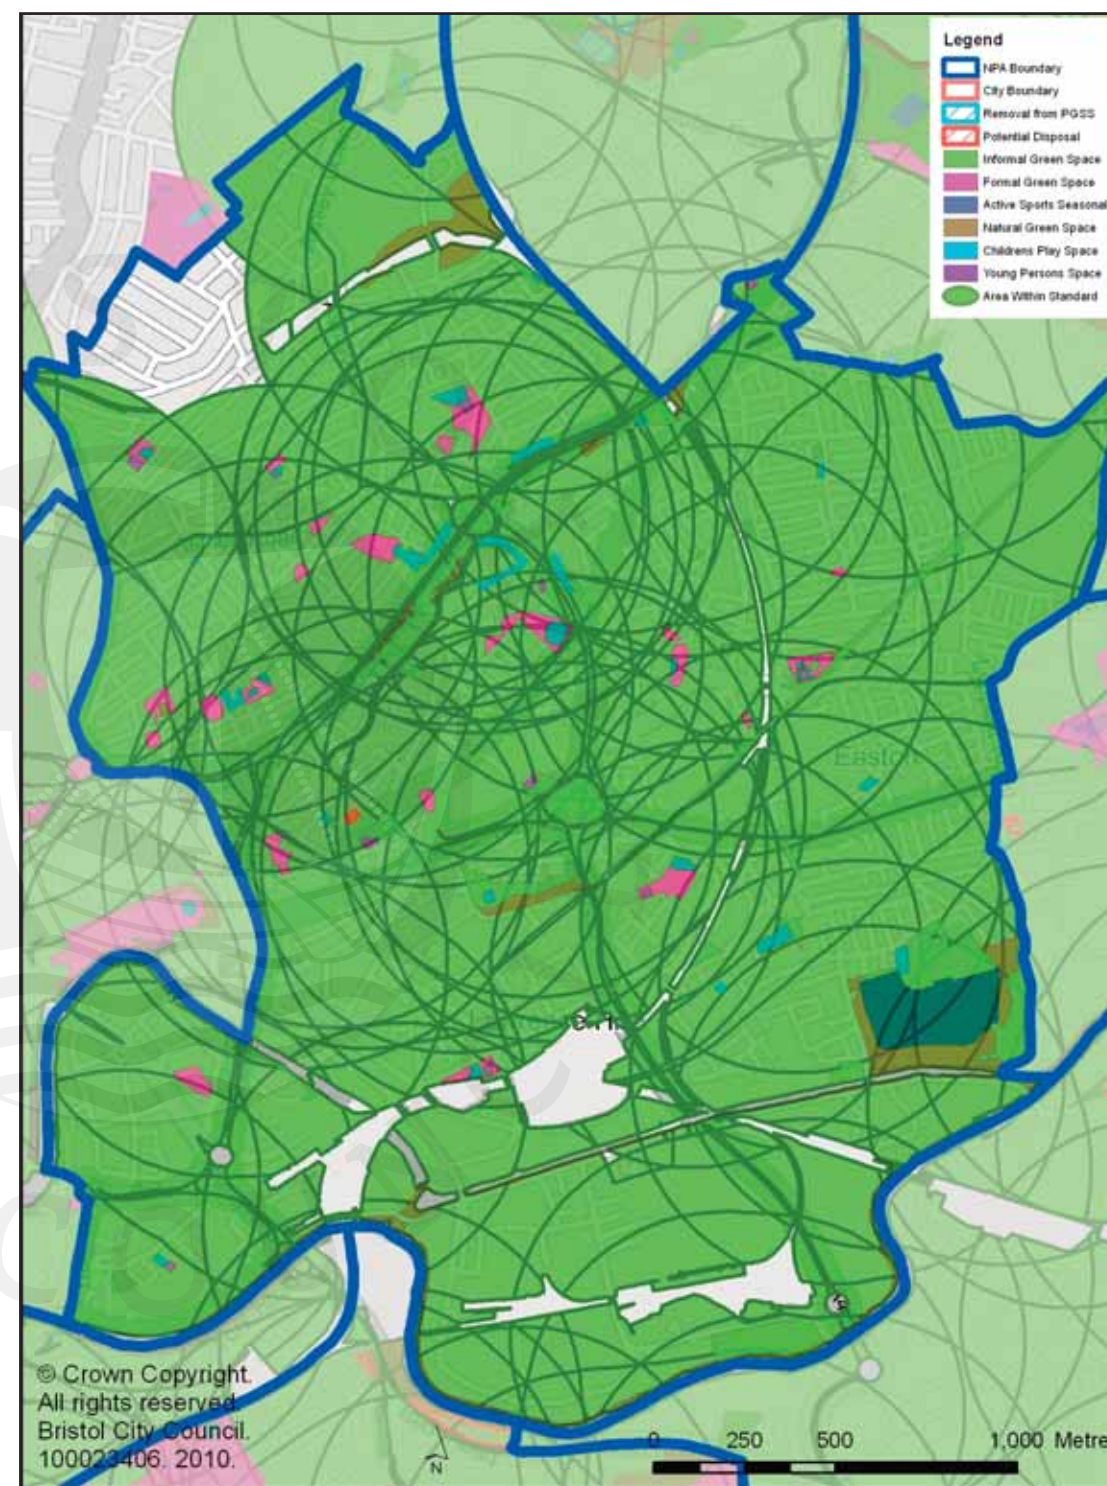 Legend
NPA Boundary
City Boundary
Removal from PGSS
Potential Disposal
Informal Green Space
Formal Green Space
Active Sports Seasonal
Natural Green Space
Childrens Play Space
Young Persons Space
Area Within Standard
Easton
© Crown Copyright.
All rights reserved.
Bristol City Council.
100023406. 2010.
N
0 250 500 1,000 Metre